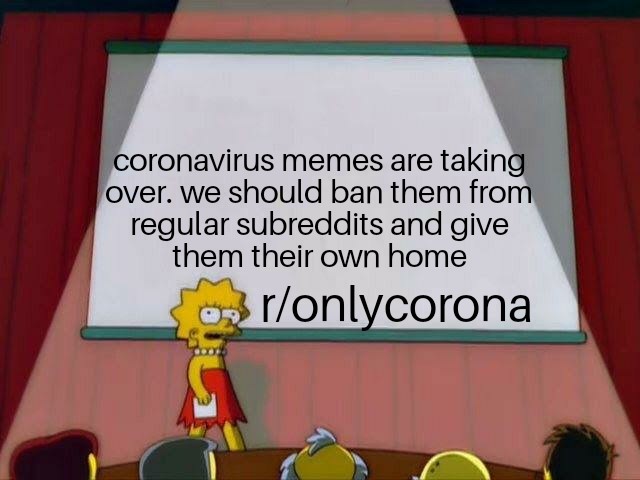 coronavirus memes are taking
over. we should ban them from
regular subreddits and give
them their own home
r/onlycorona